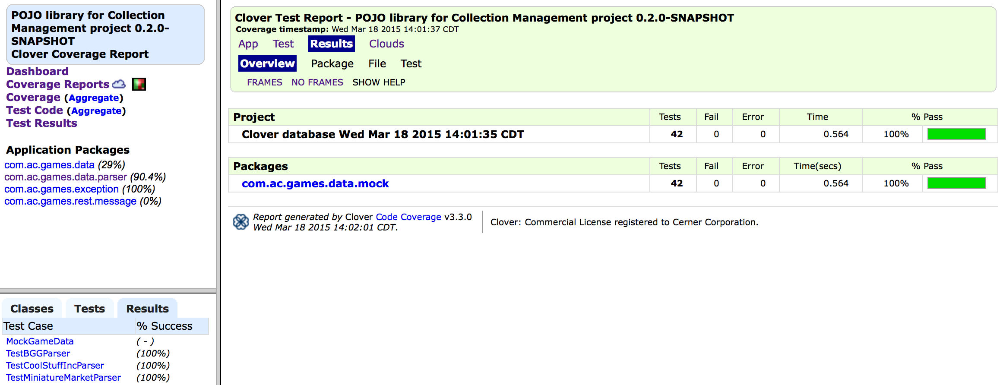 POJO library for Collection
Management project 0.2.0-
SNAPSHOT
Clover Coverage Report
Dashboard
Coverage Reports
Coverage (Aggregate)
Test Code (Aggregate)
Test Results
Application Packages
com.ac.games.data (29%)
com.ac.games.data.parser (90.4%)
com.ac.games.exception (100%)
com.ac.games.rest.message (0%)
Classes Tests Results
Test Case % Success
MockGameData ( - )
TestBGGParser (100%)
TestCoolStuffIncParser (100%)
TestMiniatureMarketParser (100%)
Clover Test Report - POJO library for Collection Management project 0.2.0-SNAPSHOT
Coverage timestamp: Wed Mar 18 2015 14:01:37 CDT
App Test Results Clouds
Overview Package File Test
FRAMES NO FRAMES SHOW HELP
Project Tests Fail Error Time % Pass
Clover database Wed Mar 18 2015 14:01:35 CDT 42 0 0 0.564 100%
Packages Tests Fail Error Time(secs) % Pass
com.ac.games.data.mock 42 0 0 0.564 100%
Report generated by Clover Code Coverage v3.3.0
Wed Mar 18 2015 14:02:01 CDT.
Clover: Commercial License registered to Cerner Corporation.